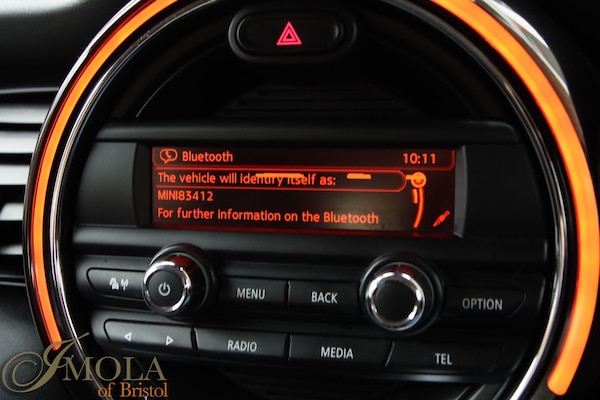 Bluetooth 10:11
The vehicle will identify itself as:
MINI83412
For further information on the Bluetooth
MENU BACK OPTION
RADIO MEDIA TEL
IMOLA
of Bristol